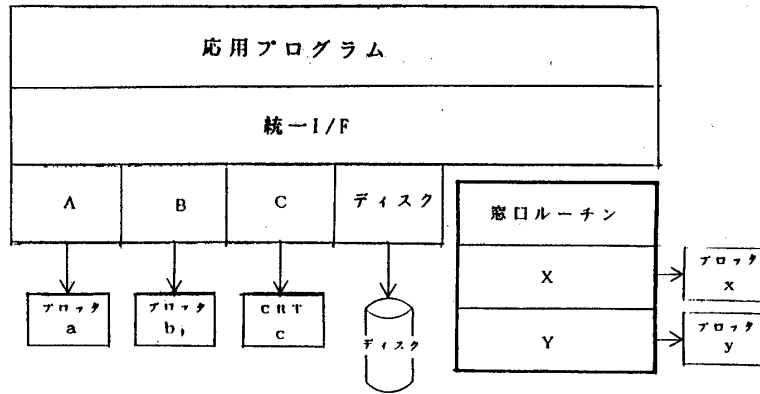 応用プログラム
統一I/F
A
B
C
ディスク
窓口ルーチン
X
Y
プロッタ
a
プロッタ
b,
CRT
c
ディスク
プロッタ
x
プロッタ
y